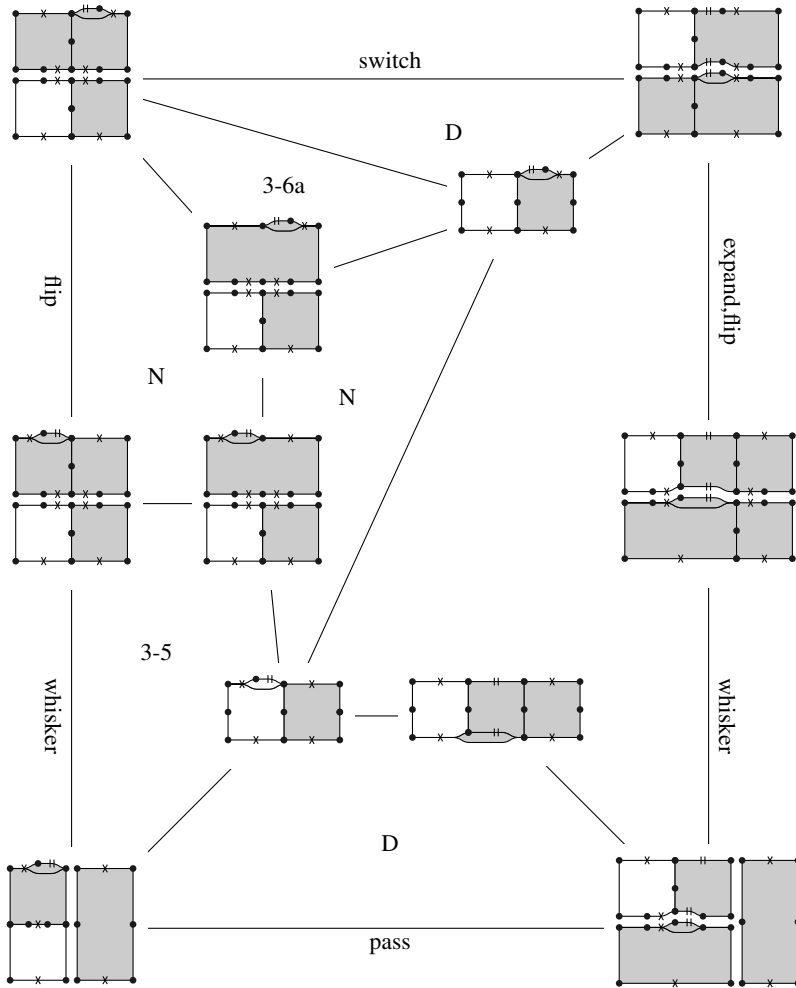 switch
D
3-6a
flip
expand,flip
N
N
3-5
whisker
whisker
D
pass